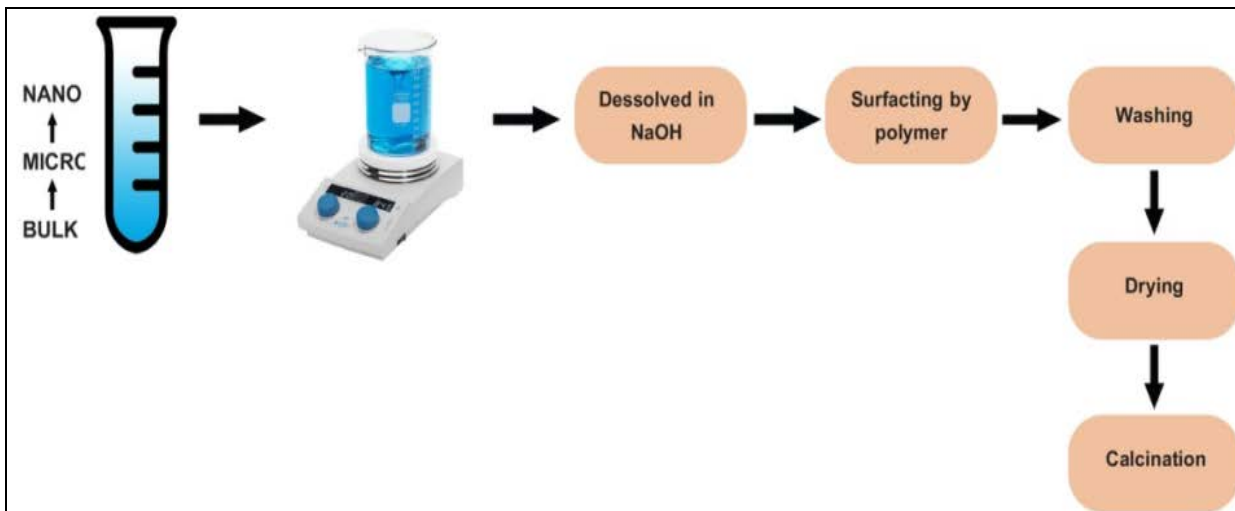 NANO
MICRC
BULK
Dessolved in
NaOH
Surfacting by
polymer
Washing
Drying
Calcination